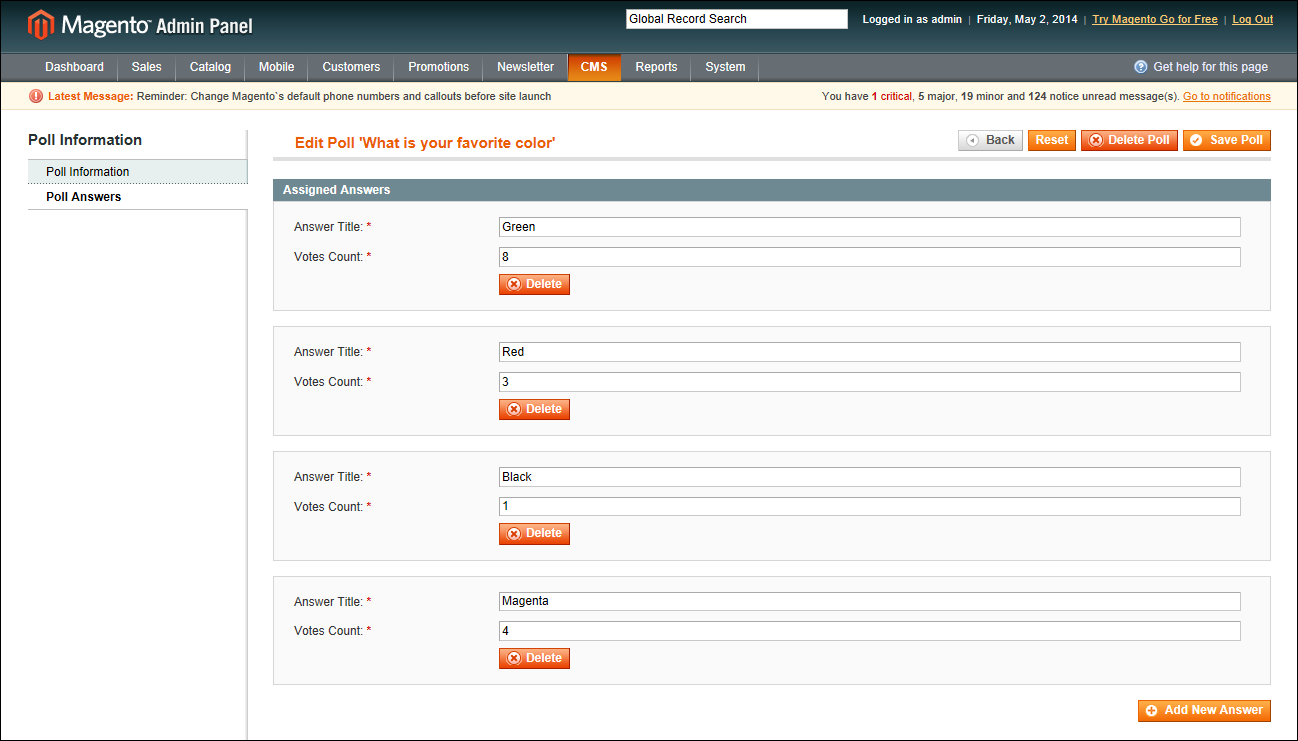 Magento™ Admin Panel
Global Record Search
Logged in as admin | Friday, May 2, 2014 | Try Magento Go for Free | Log Out
Dashboard Sales Catalog Mobile Customers Promotions Newsletter CMS Reports System Get help for this page
Latest Message: Reminder: Change Magento`s default phone numbers and callouts before site launch You have 1 critical, 5 major, 19 minor and 124 notice unread message(s). Go to notifications
Poll Information
Poll Information
Poll Answers
Edit Poll 'What is your favorite color' Back Reset Delete Poll Save Poll
Assigned Answers
Answer Title: * Green
Votes Count: * 8
Delete
Answer Title: * Red
Votes Count: * 3
Delete
Answer Title: * Black
Votes Count: * 1
Delete
Answer Title: * Magenta
Votes Count: * 4
Delete
Add New Answer